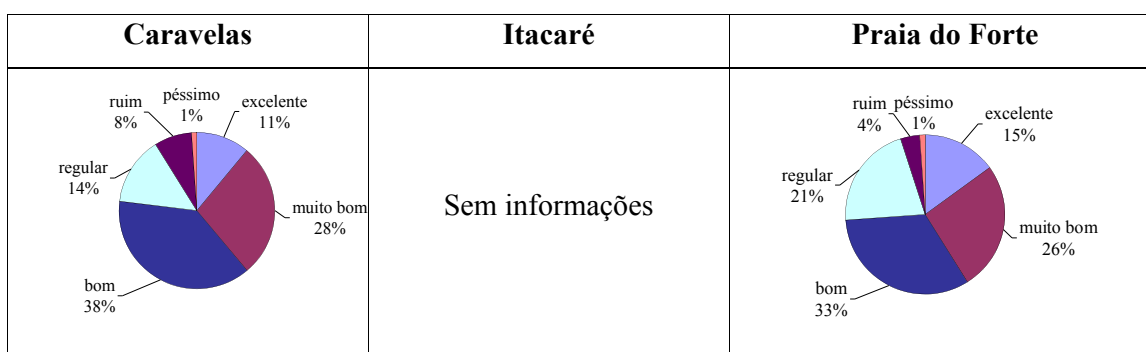 Caravelas
Itacaré
Praia do Forte
péssimo
1%
ruim
8%
excelente
11%
regular
14%
muito bom
28%
bom
38%
Sem informações
ruim
4%
péssimo
1%
excelente
15%
regular
21%
muito bom
26%
bom
33%